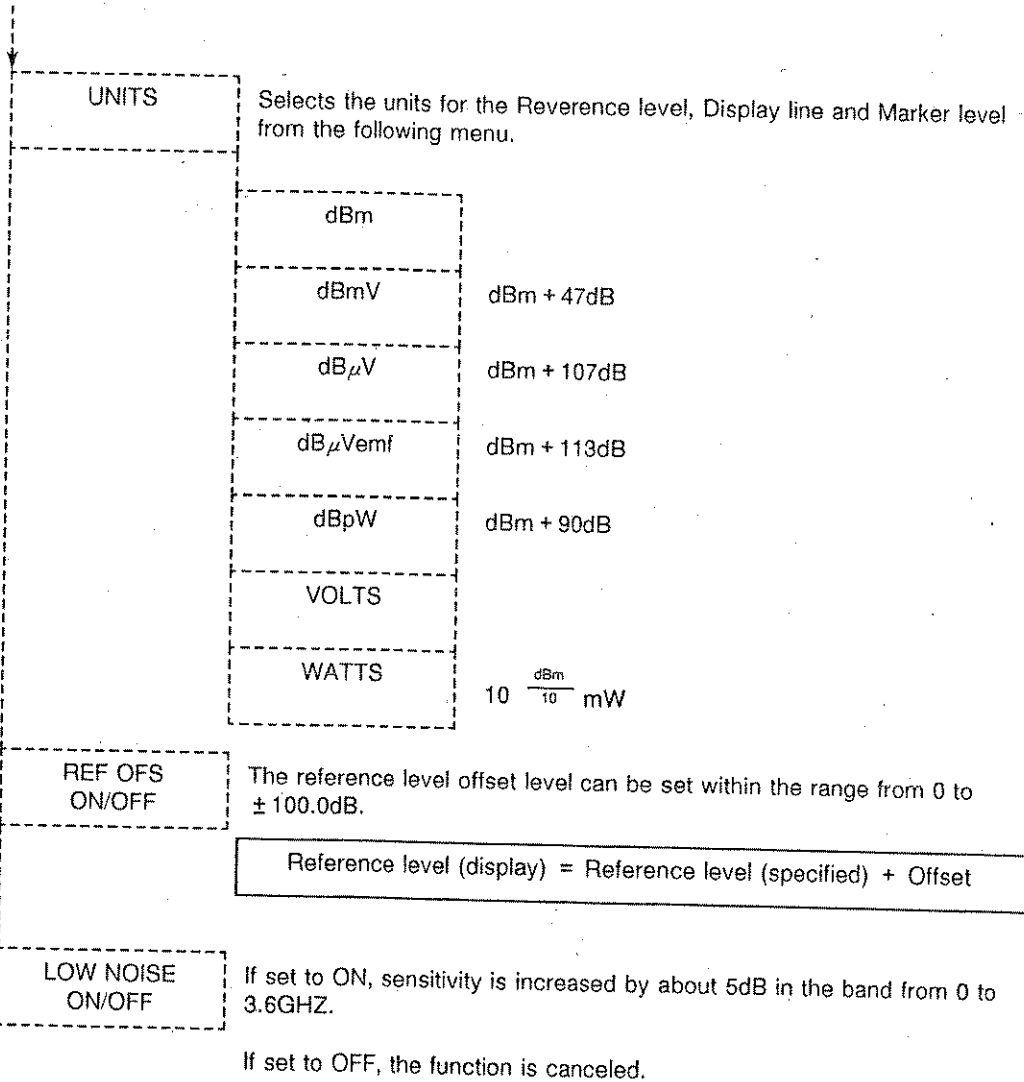 UNITS
Selects the units for the Reverence level, Display line and Marker level
from the following menu.
dBm
dBmV
dBm + 47dB
dBμV
dBm + 107dB
dBμVemf
dBm + 113dB
dBpW
dBm + 90dB
VOLTS
WATTS
10 dBm/10 mW
REF OFS
ON/OFF
The reference level offset level can be set within the range from 0 to
± 100.0dB.
Reference level (display) = Reference level (specified) + Offset
LOW NOISE
ON/OFF
If set to ON, sensitivity is increased by about 5dB in the band from 0 to
3.6GHZ.
If set to OFF, the function is canceled.